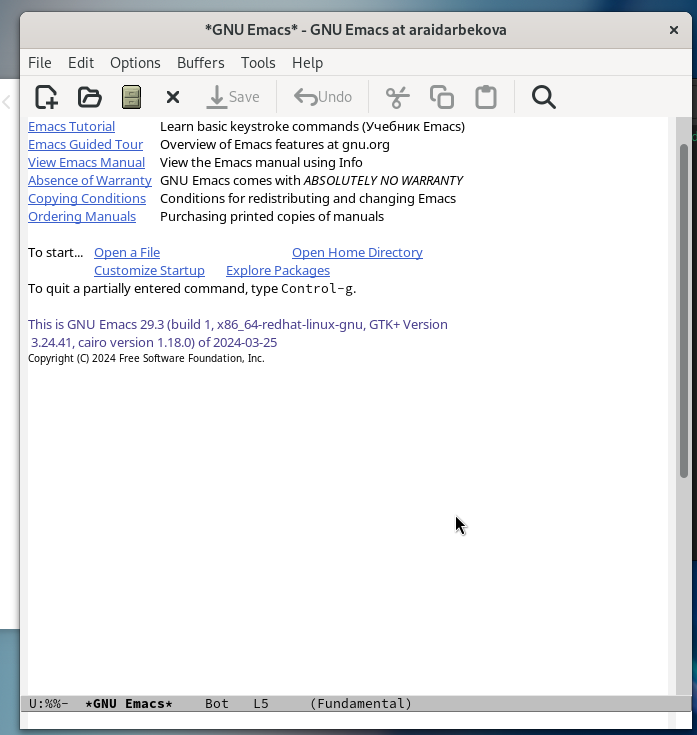 *GNU Emacs* - GNU Emacs at araidarbekova
File Edit Options Buffers Tools Help
Save Undo
Emacs Tutorial Learn basic keystroke commands (Учебник Emacs)
Emacs Guided Tour Overview of Emacs features at gnu.org
View Emacs Manual View the Emacs manual using Info
Absence of Warranty GNU Emacs comes with ABSOLUTELY NO WARRANTY
Copying Conditions Conditions for redistributing and changing Emacs
Ordering Manuals Purchasing printed copies of manuals
To start... Open a File Open Home Directory
Customize Startup Explore Packages
To quit a partially entered command, type Control-g.
This is GNU Emacs 29.3 (build 1, x86_64-redhat-linux-gnu, GTK+ Version
3.24.41, cairo version 1.18.0) of 2024-03-25
Copyright (C) 2024 Free Software Foundation, Inc.
U:%%- *GNU Emacs* Bot L5 (Fundamental)